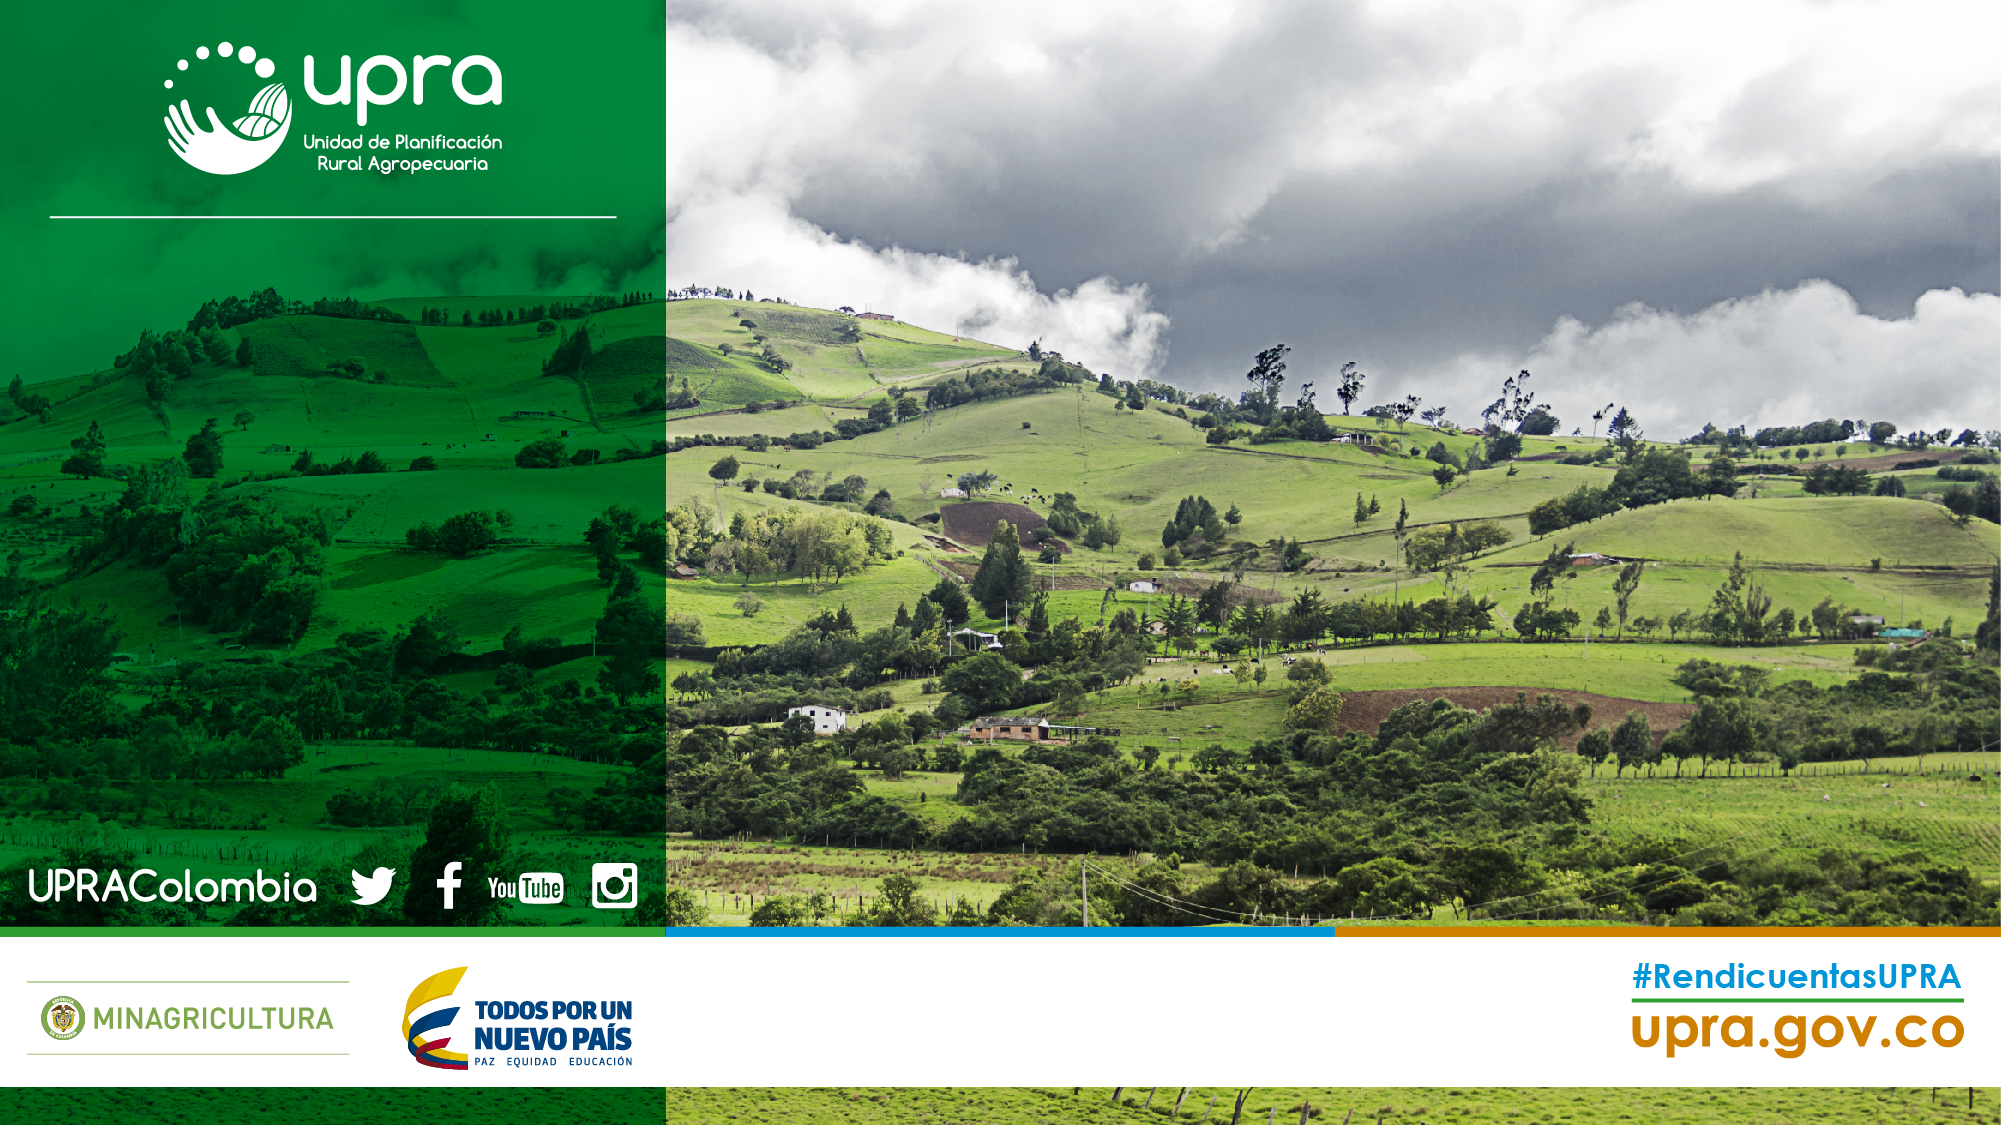 upra
Unidad de Planificación
Rural Agropecuaria
UPRAColombia
You Tube
MINAGRICULTURA
TODOS POR UN
NUEVO PAÍS
PAZ EQUIDAD EDUCACIÓN
#RendicuentasUPRA
upra.gov.co